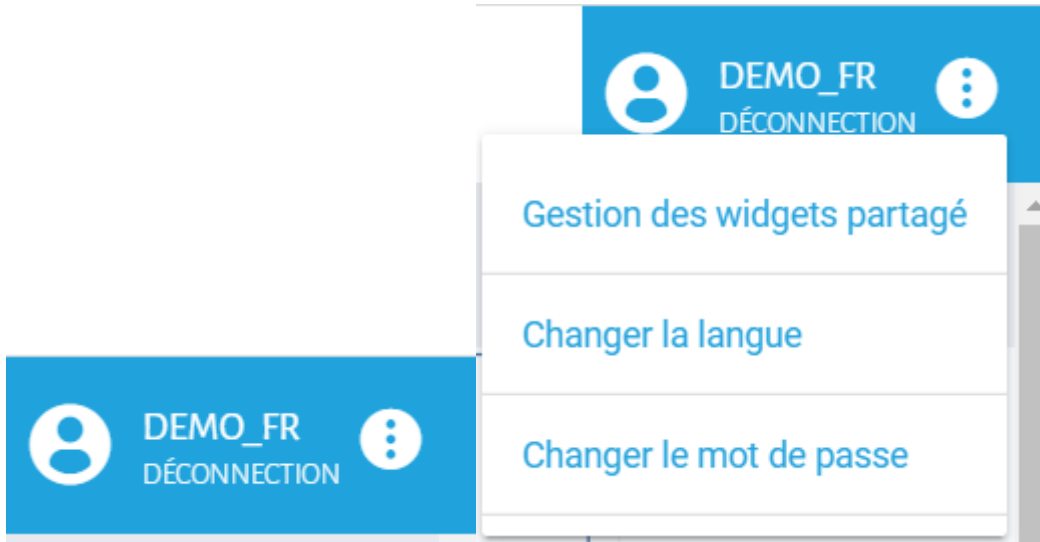 DEMO_FR
DÉCONNECTION
Gestion des widgets partagé
Changer la langue
Changer le mot de passe
DEMO_FR
DÉCONNECTION